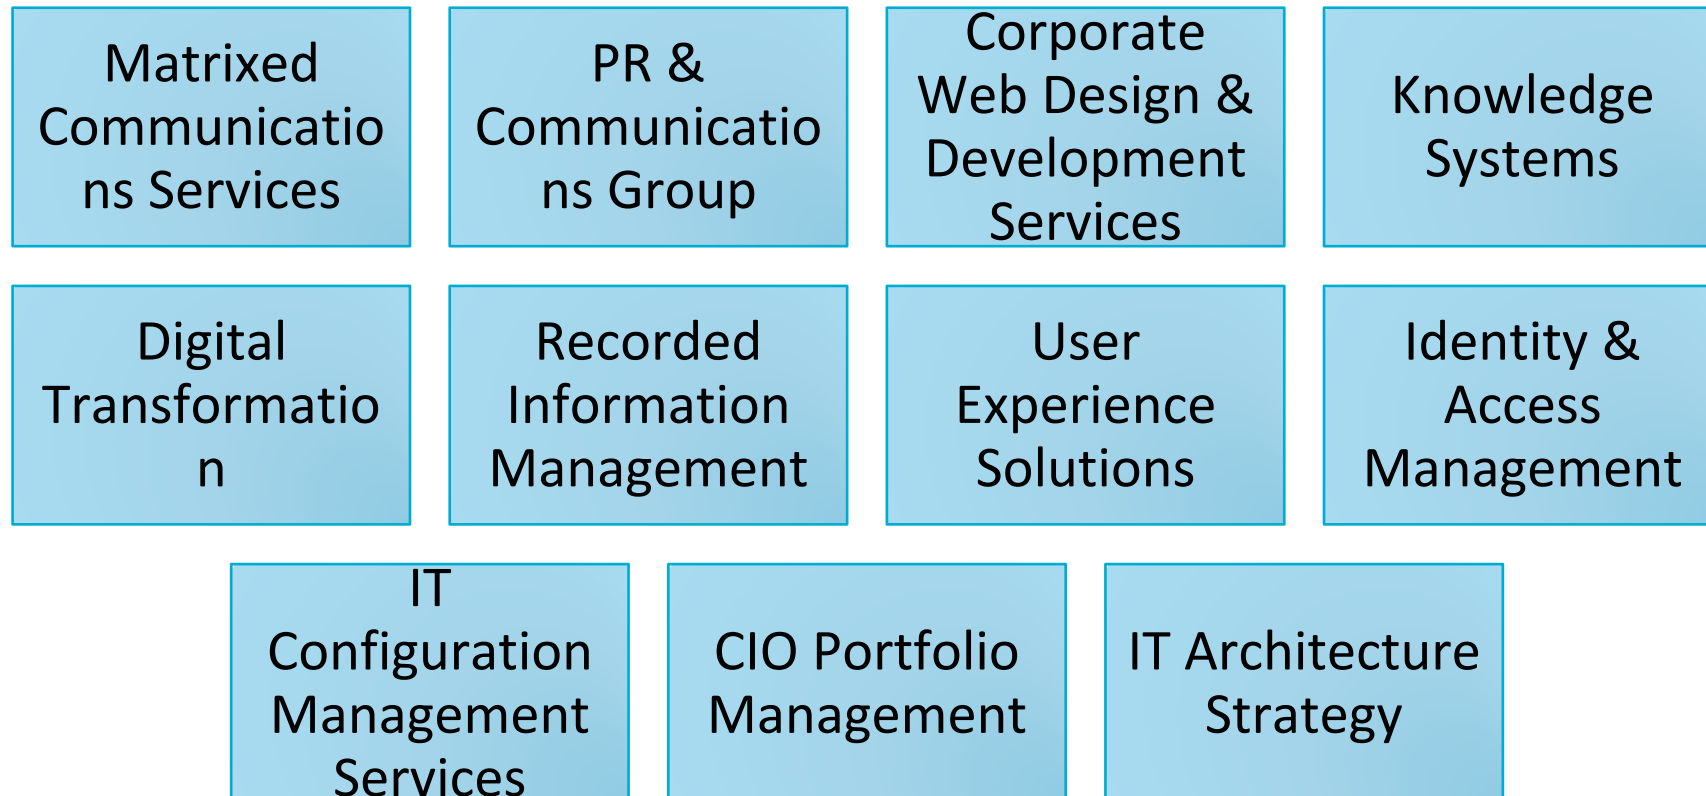 Matrixed
Communicatio
ns Services
PR &
Communicatio
ns Group
Corporate
Web Design &
Development
Services
Knowledge
Systems
Digital
Transformatio
n
Recorded
Information
Management
User
Experience
Solutions
Identity &
Access
Management
IT
Configuration
Management
Services
CIO Portfolio
Management
IT Architecture
Strategy